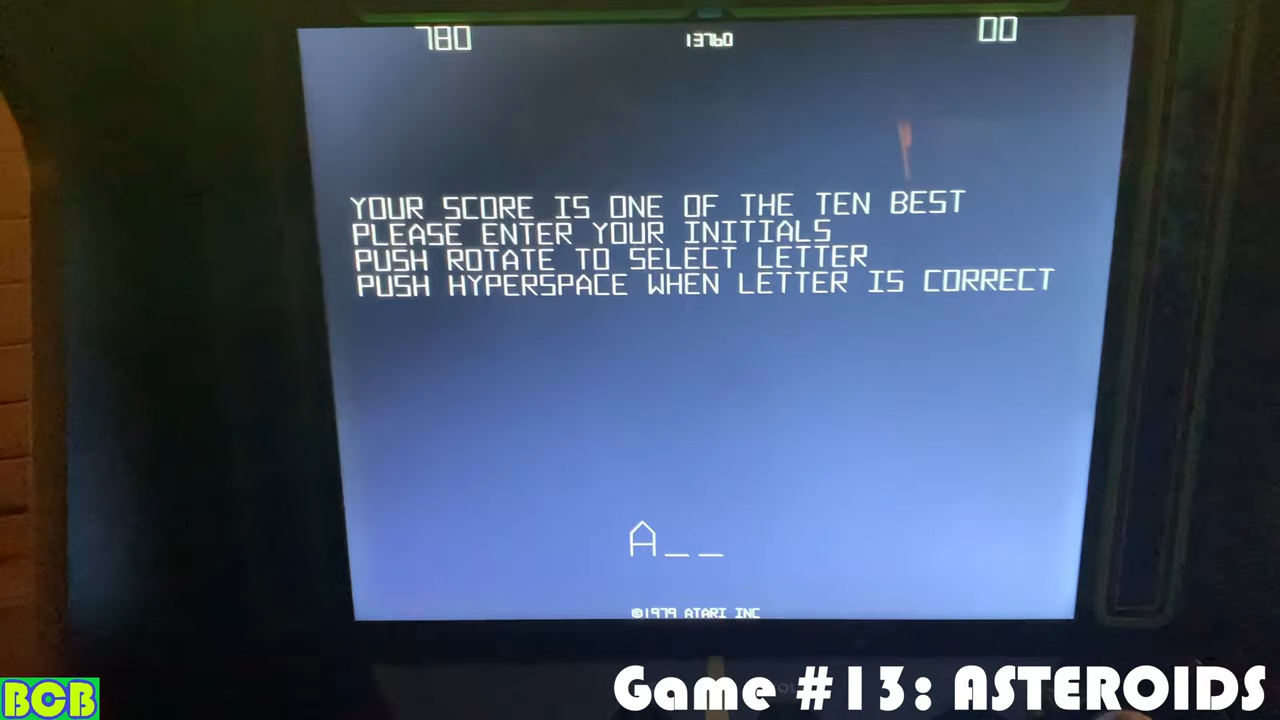 780 13760 00
YOUR SCORE IS ONE OF THE TEN BEST
PLEASE ENTER YOUR INITIALS
PUSH ROTATE TO SELECT LETTER
PUSH HYPERSPACE WHEN LETTER IS CORRECT
A _ _
©1979 ATARI INC
Game #13: ASTEROIDS
BCB